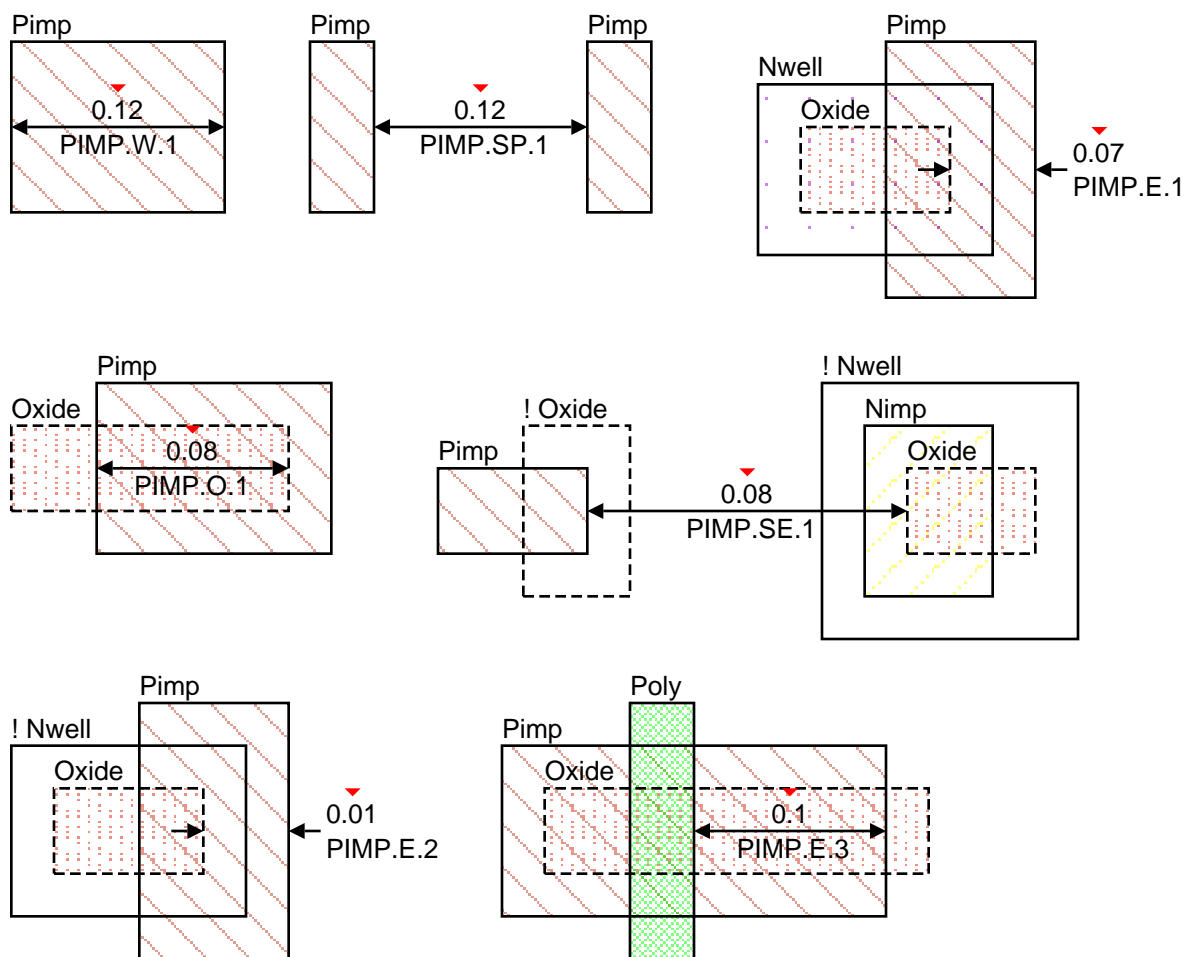 Pimp
0.12
PIMP.W.1
Pimp
Pimp
0.12
PIMP.SP.1
Pimp
Nwell
Oxide
0.07
PIMP.E.1
Pimp
Oxide
0.08
PIMP.O.1
! Oxide
Pimp
0.08
PIMP.SE.1
! Nwell
Nimp
Oxide
Pimp
! Nwell
Oxide
0.01
PIMP.E.2
Poly
Pimp
Oxide
0.1
PIMP.E.3